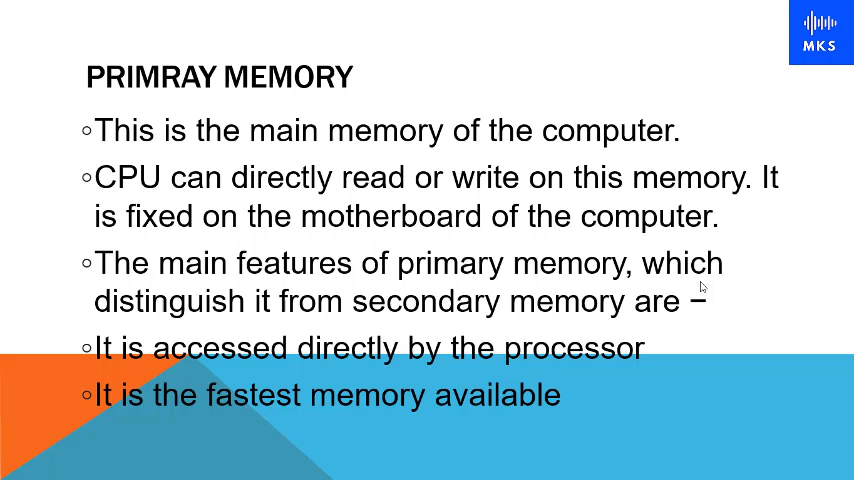 MKS
PRIMRAY MEMORY
◦This is the main memory of the computer.
◦CPU can directly read or write on this memory. It
is fixed on the motherboard of the computer.
◦The main features of primary memory, which
distinguish it from secondary memory are −
◦It is accessed directly by the processor
◦It is the fastest memory available